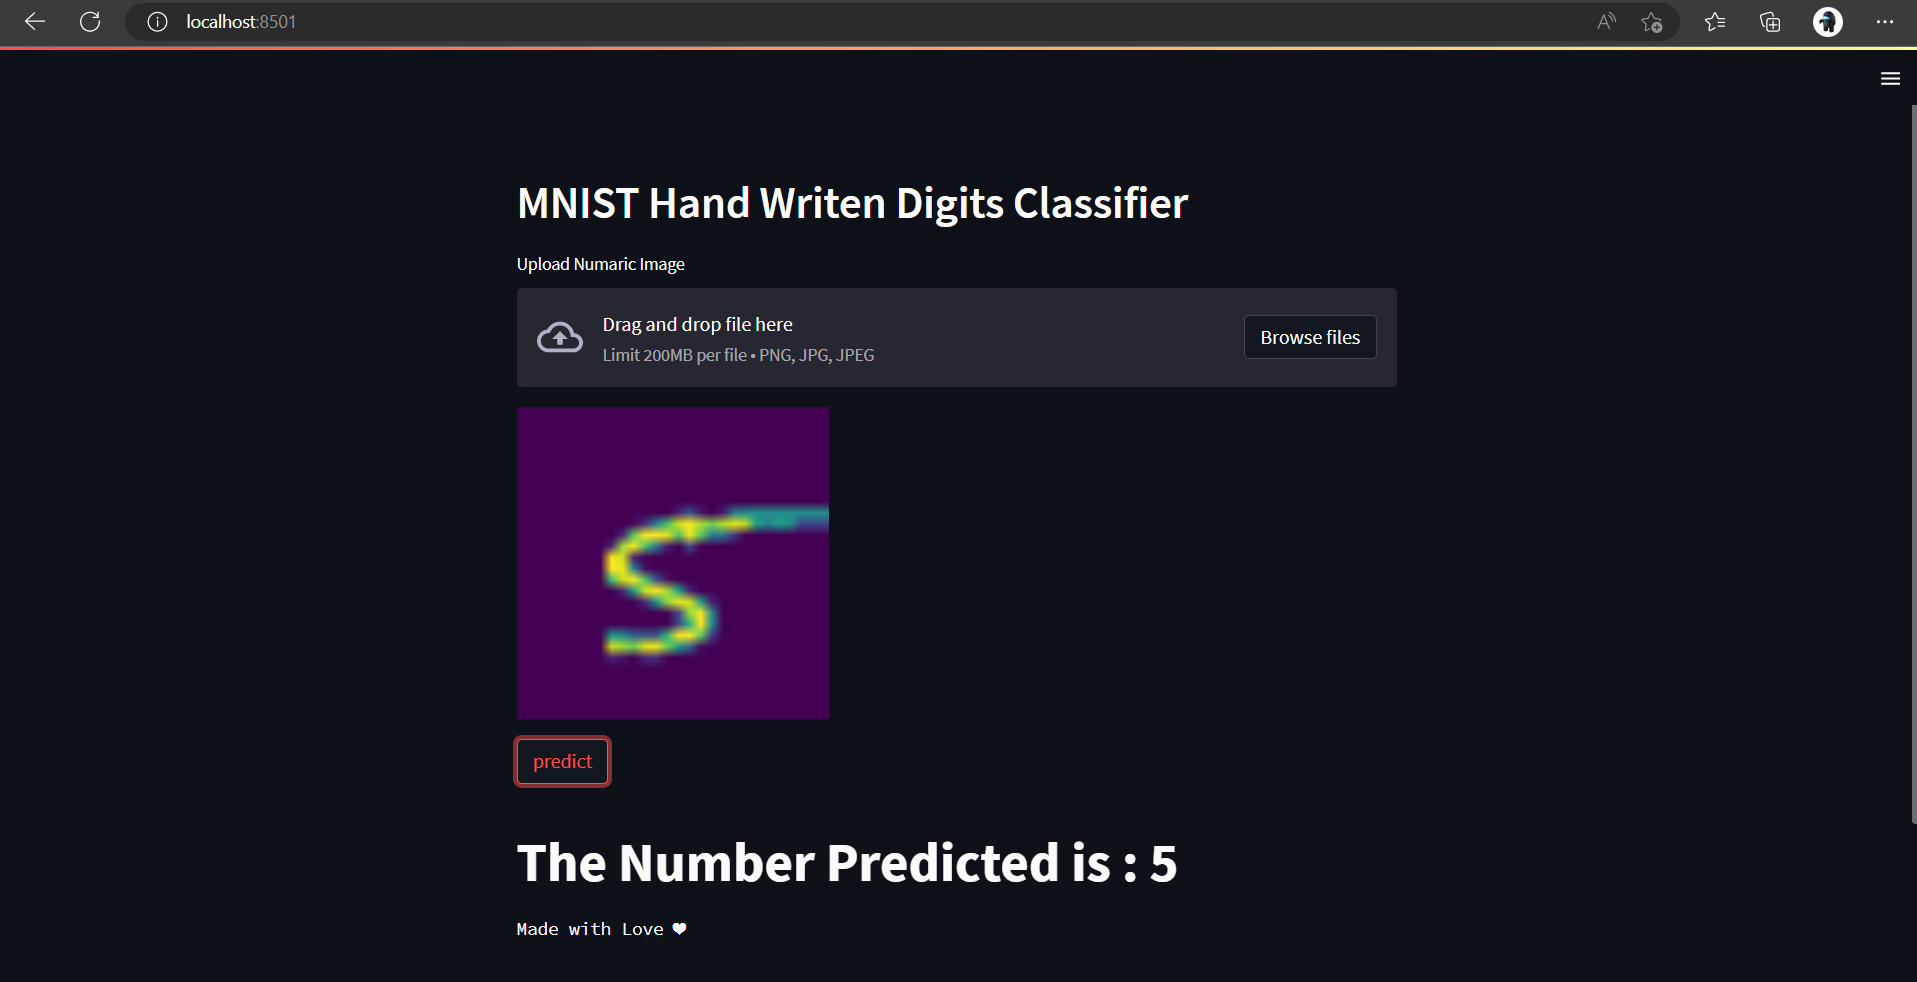 localhost:8501
MNIST Hand Writen Digits Classifier
Upload Numaric Image
Drag and drop file here
Limit 200MB per file • PNG, JPG, JPEG
Browse files
5
predict
The Number Predicted is : 5
Made with Love ♥